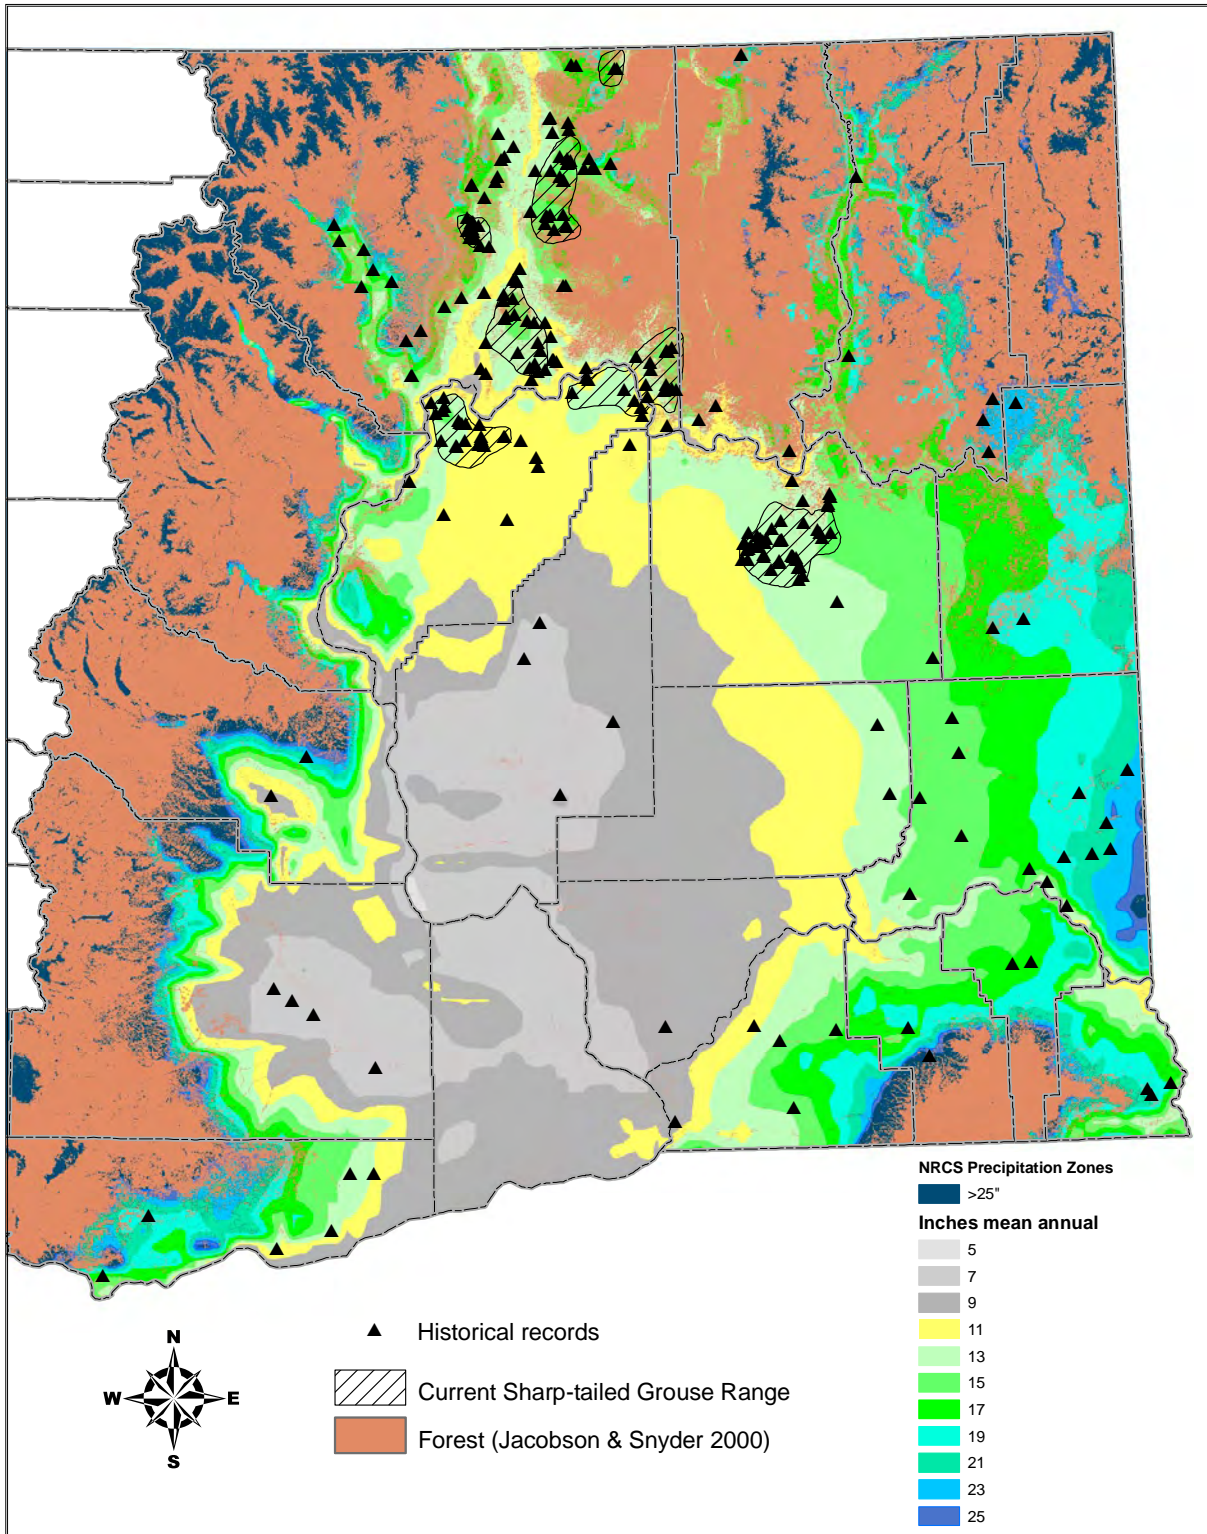 NRCS Precipitation Zones
>25"
Inches mean annual
5
7
9
11
13
15
17
19
21
23
25
N
W E
S
Historical records
Current Sharp-tailed Grouse Range
Forest (Jacobson & Snyder 2000)